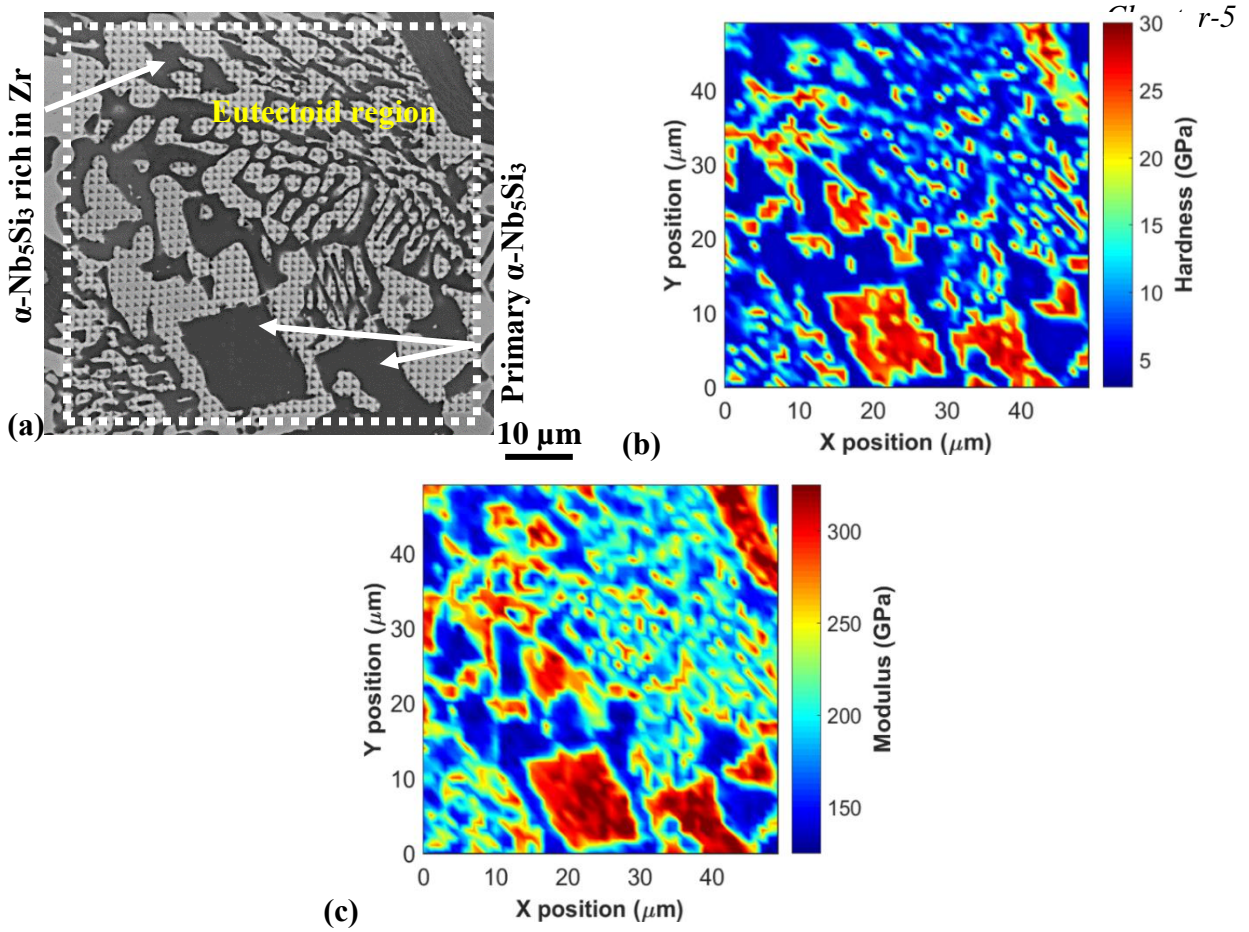 Chapter-5
α-Nb₅Si₃ rich in Zr
Eutectoid region
Primary α-Nb₅Si₃
(a)
10 µm
30
25
20
15
10
5
Hardness (GPa)
40
30
20
10
0
Y position (μm)
0 10 20 30 40
X position (μm)
(b)
300
250
200
150
Modulus (GPa)
40
30
20
10
0
Y position (μm)
0 10 20 30 40
X position (μm)
(c)